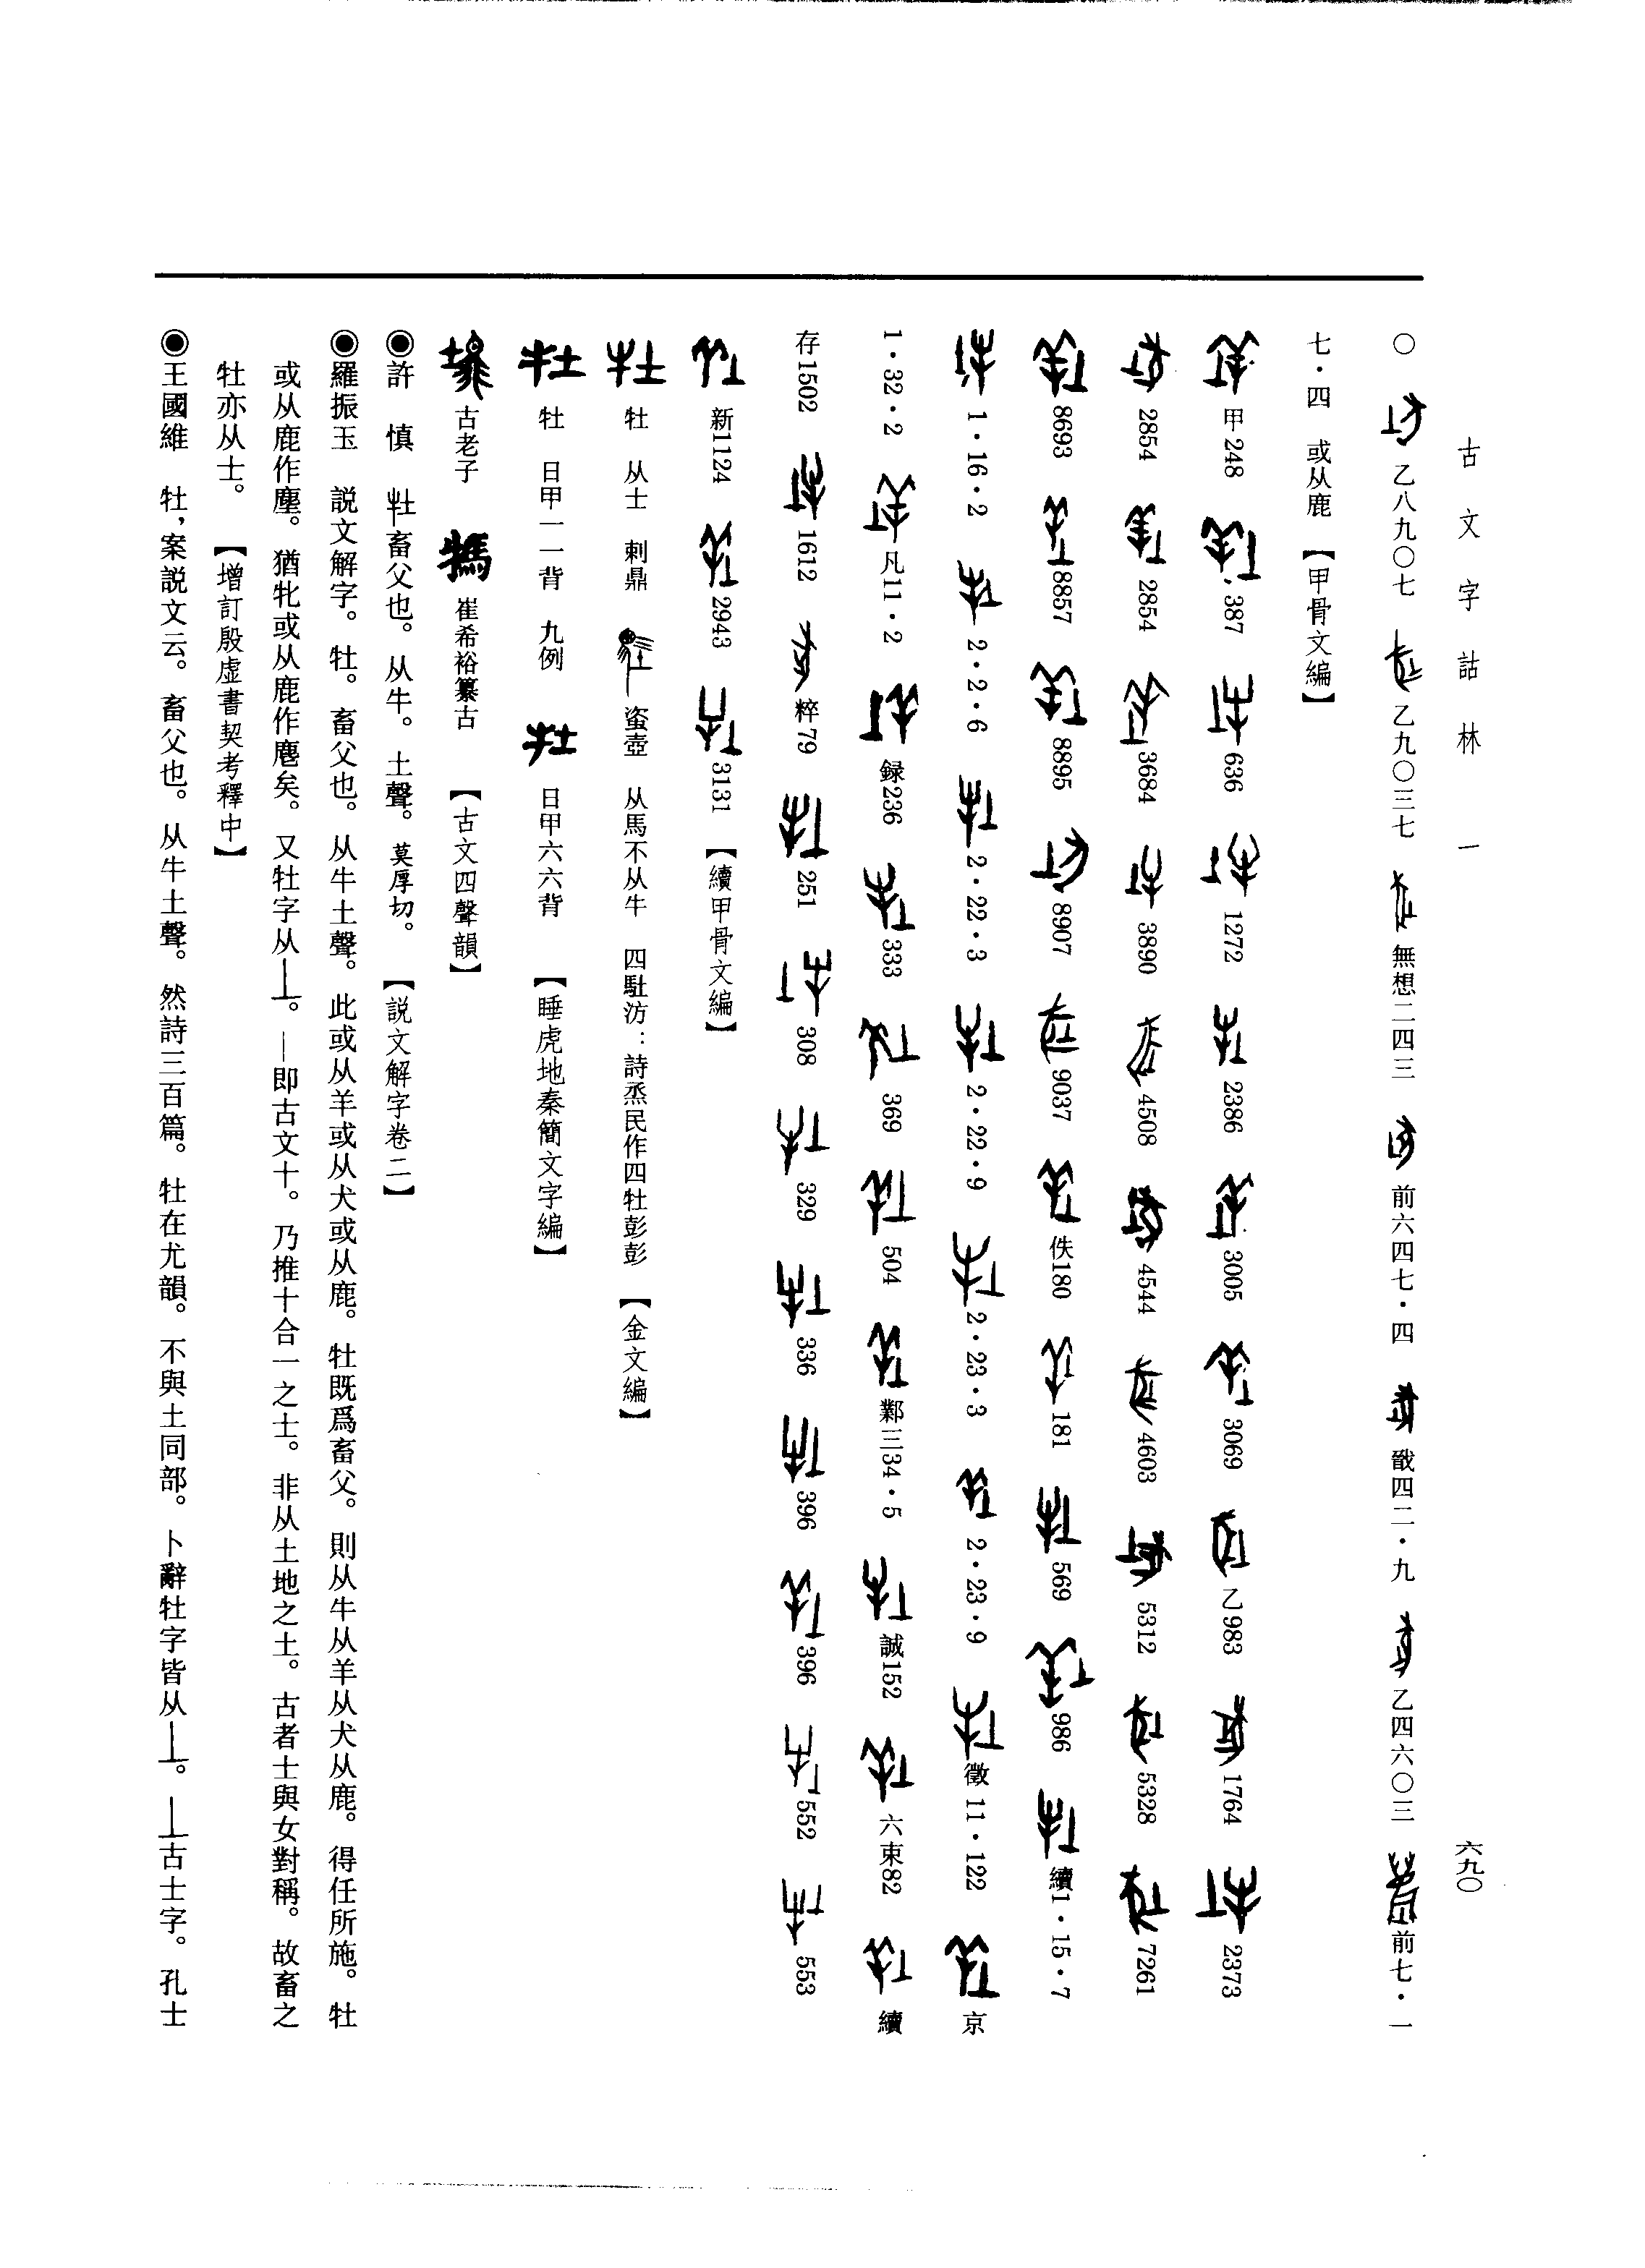 古文字詁林 一
六九〇
〇 乙八九〇七 乙九〇三七 無想二四三 前六四七·四 戩四二·九 乙四六〇三 前七·一
七·四 或从鹿 【甲骨文編】
甲248 387 636 1272 2386 3005 3069 乙983 1764 2373
2854 2854 3684 3890 4508 4544 4603 5312 5328 7261
8693 8857 8895 8907 9037 佚180 181 569 986 續1·15·7
1·16·2 2·2·6 2·22·3 2·22·9 2·23·3 2·23·9 徵11·122 京
1·32·2 凡11·2 録236 333 369 504 鄴三34·5 誠152 六束82 續
存1502 1612 粹79 251 308 329 336 396 396 552 553
新1124 2943 3131 【續甲骨文編】
牡 从士 剌鼎 𧊒壺 从馬不从牛 四駐汸：詩烝民作四牡彭彭 【金文編】
牡 牡 日甲一一背 九例 牡 日甲六六背 【睡虎地秦簡文字編】
古老子 崔希裕纂古 【古文四聲韻】
◉許 慎 牡畜父也。从牛。土聲。莫厚切。 【説文解字卷二】
◉羅振玉 説文解字。牡。畜父也。从牛土聲。此或从羊或从犬或从鹿。牡既爲畜父。則从牛从羊从犬从鹿。得任所施。牡
或从鹿作塵。猶牝或从鹿作麀矣。又牡字从丄。丨即古文十。乃推十合一之士。非从土地之土。古者士與女對稱。故畜之
牡亦从士。 【增訂殷虛書契考釋中】
◉王國維 牡，案説文云。畜父也。从牛土聲。然詩三百篇。牡在尤韻。不與土同部。卜辭牡字皆从丄。丄古士字。孔士